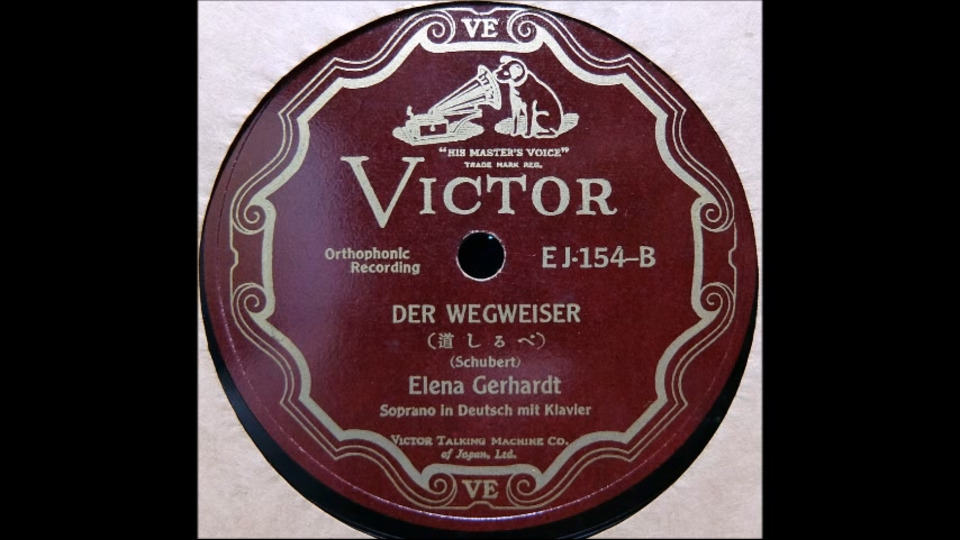 VE
"HIS MASTER'S VOICE"
TRADE MARK REG.
VICTOR
Orthophonic
Recording
EJ-154-B
DER WEGWEISER
(道しるべ)
(Schubert)
Elena Gerhardt
Soprano in Deutsch mit Klavier
VICTOR TALKING MACHINE CO.
of Japan, Ltd.
VE